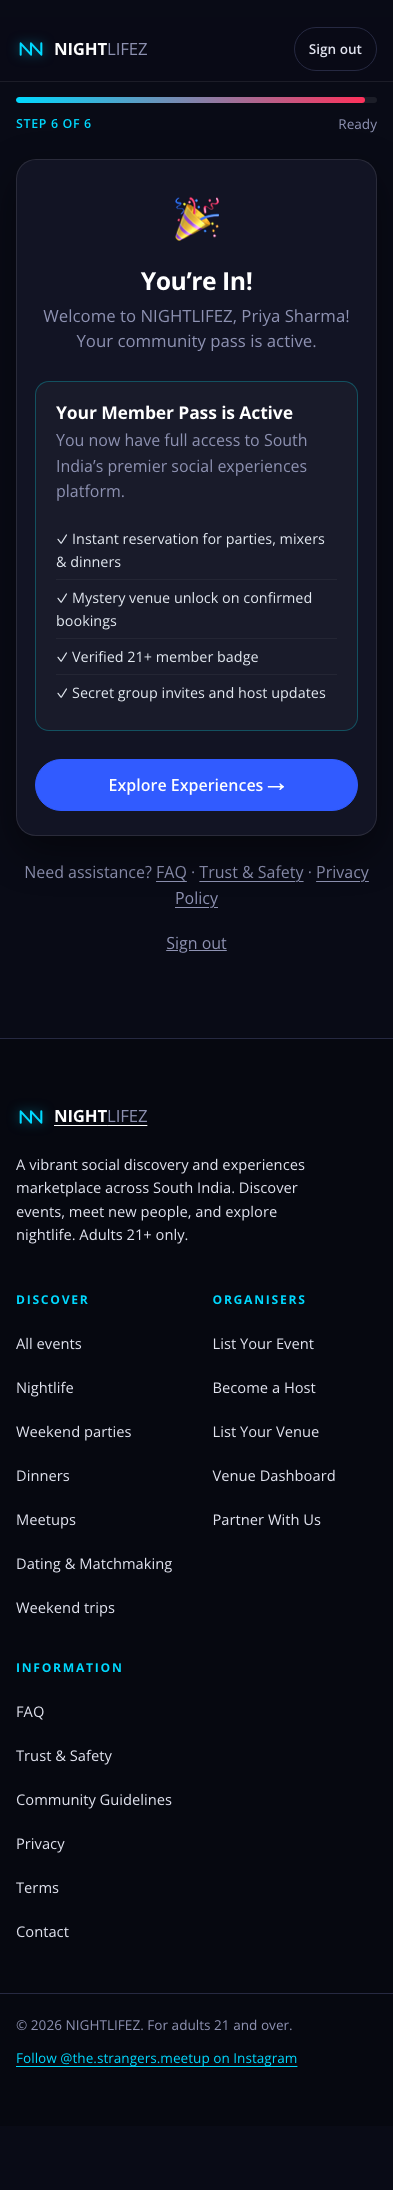 NIGHTLIFEZ
Sign out
STEP 6 OF 6
Ready
You’re In!
Welcome to NIGHTLIFEZ, Priya Sharma!
Your community pass is active.
Your Member Pass is Active
You now have full access to South
India’s premier social experiences
platform.
✓ Instant reservation for parties, mixers
& dinners
✓ Mystery venue unlock on confirmed
bookings
✓ Verified 21+ member badge
✓ Secret group invites and host updates
Explore Experiences →
Need assistance? FAQ · Trust & Safety · Privacy
Policy
Sign out
NIGHTLIFEZ
A vibrant social discovery and experiences
marketplace across South India. Discover
events, meet new people, and explore
nightlife. Adults 21+ only.
DISCOVER
All events
Nightlife
Weekend parties
Dinners
Meetups
Dating & Matchmaking
Weekend trips
ORGANISERS
List Your Event
Become a Host
List Your Venue
Venue Dashboard
Partner With Us
INFORMATION
FAQ
Trust & Safety
Community Guidelines
Privacy
Terms
Contact
© 2026 NIGHTLIFEZ. For adults 21 and over.
Follow @the.strangers.meetup on Instagram